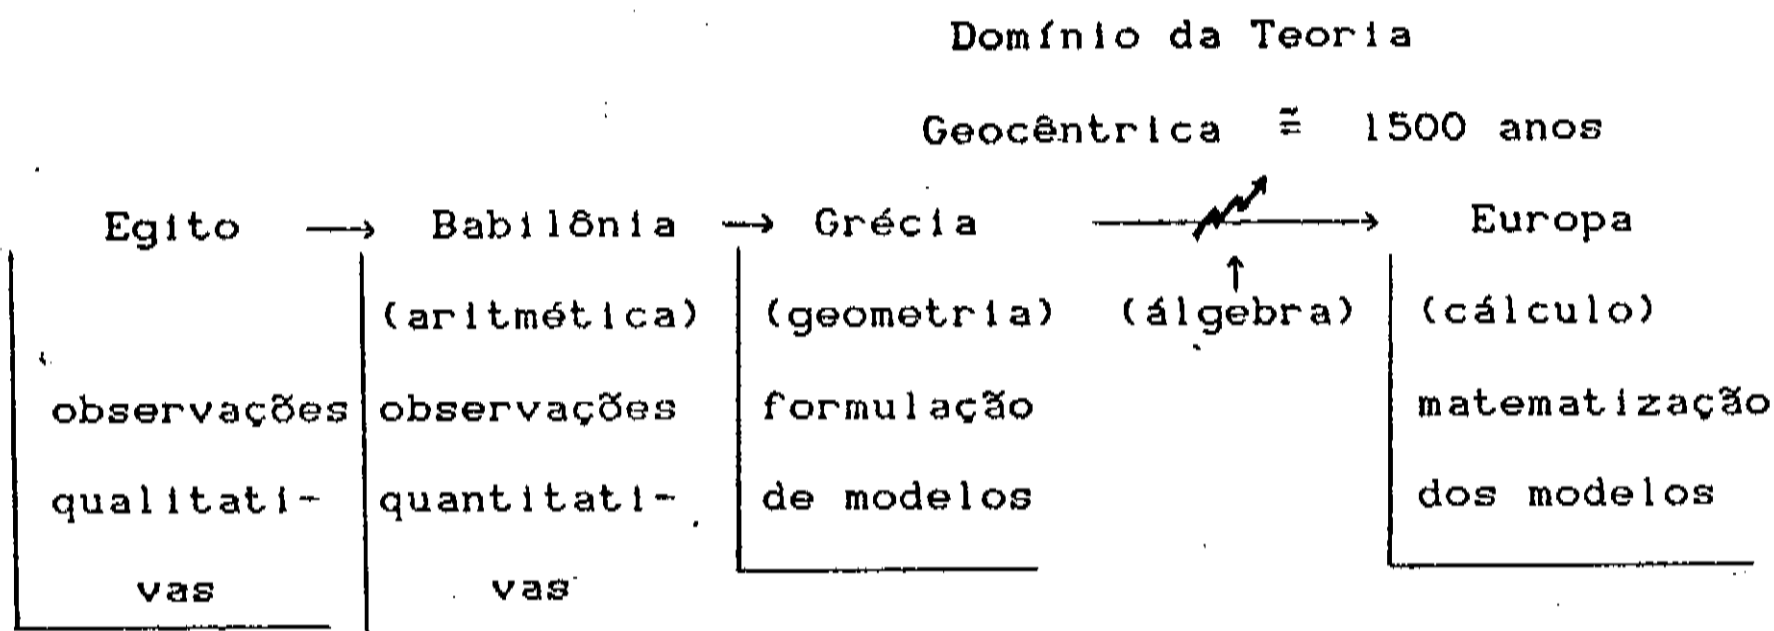 Domínio da Teoria
Geocêntrica ≅ 1500 anos
Egito → Babilônia → Grécia → Europa
↑
(aritmética) (geometria) (álgebra) (cálculo)
observações observações formulação matematização
qualitati- quantitati- de modelos dos modelos
vas vas